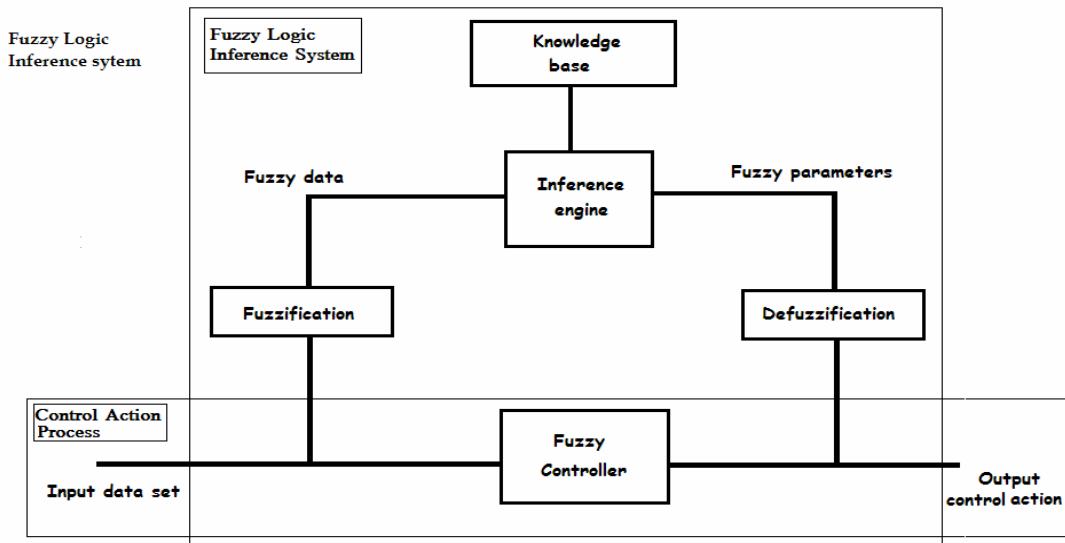 Fuzzy Logic
Inference sytem
Fuzzy Logic
Inference System
Knowledge
base
Fuzzy data
Inference
engine
Fuzzy parameters
Fuzzification
Defuzzification
Control Action
Process
Fuzzy
Controller
Input data set
Output
control action